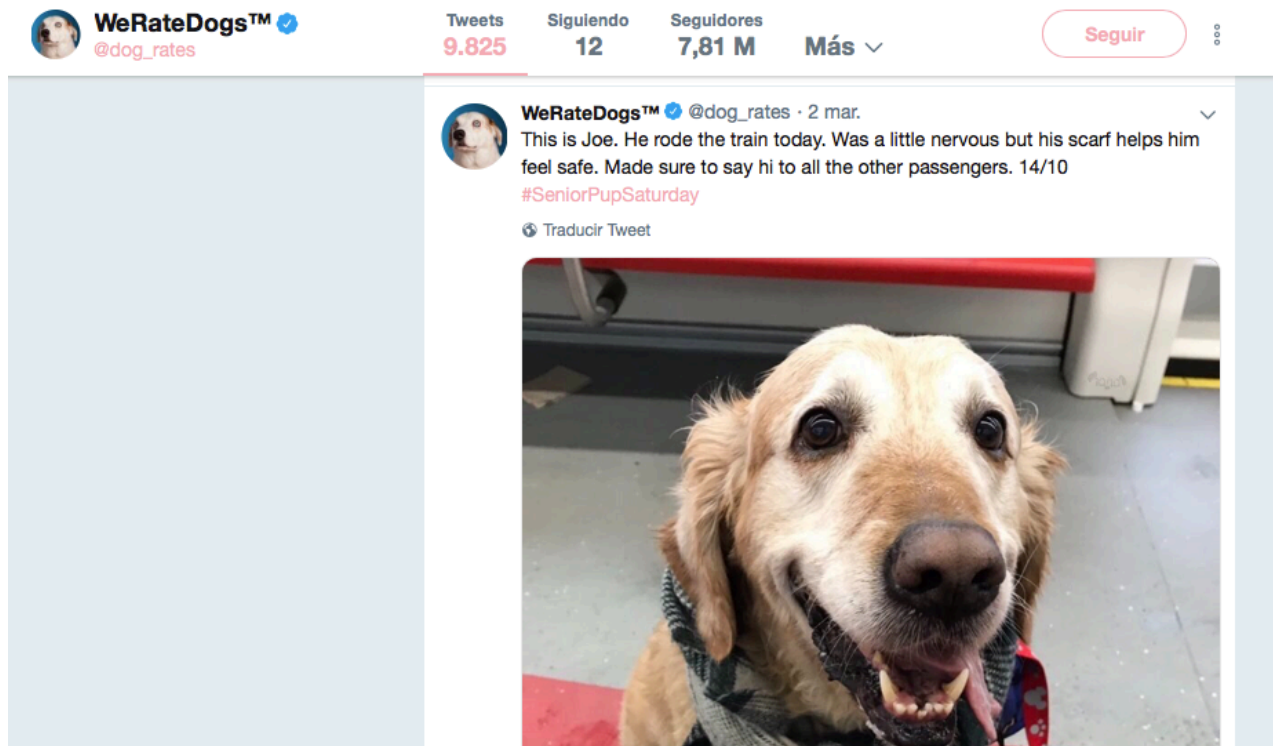 WeRateDogs™
@dog_rates
Tweets
9.825
Siguiendo
12
Seguidores
7,81 M
Más
Seguir
WeRateDogs™ @dog_rates · 2 mar.
This is Joe. He rode the train today. Was a little nervous but his scarf helps him
feel safe. Made sure to say hi to all the other passengers. 14/10
#SeniorPupSaturday
Traducir Tweet